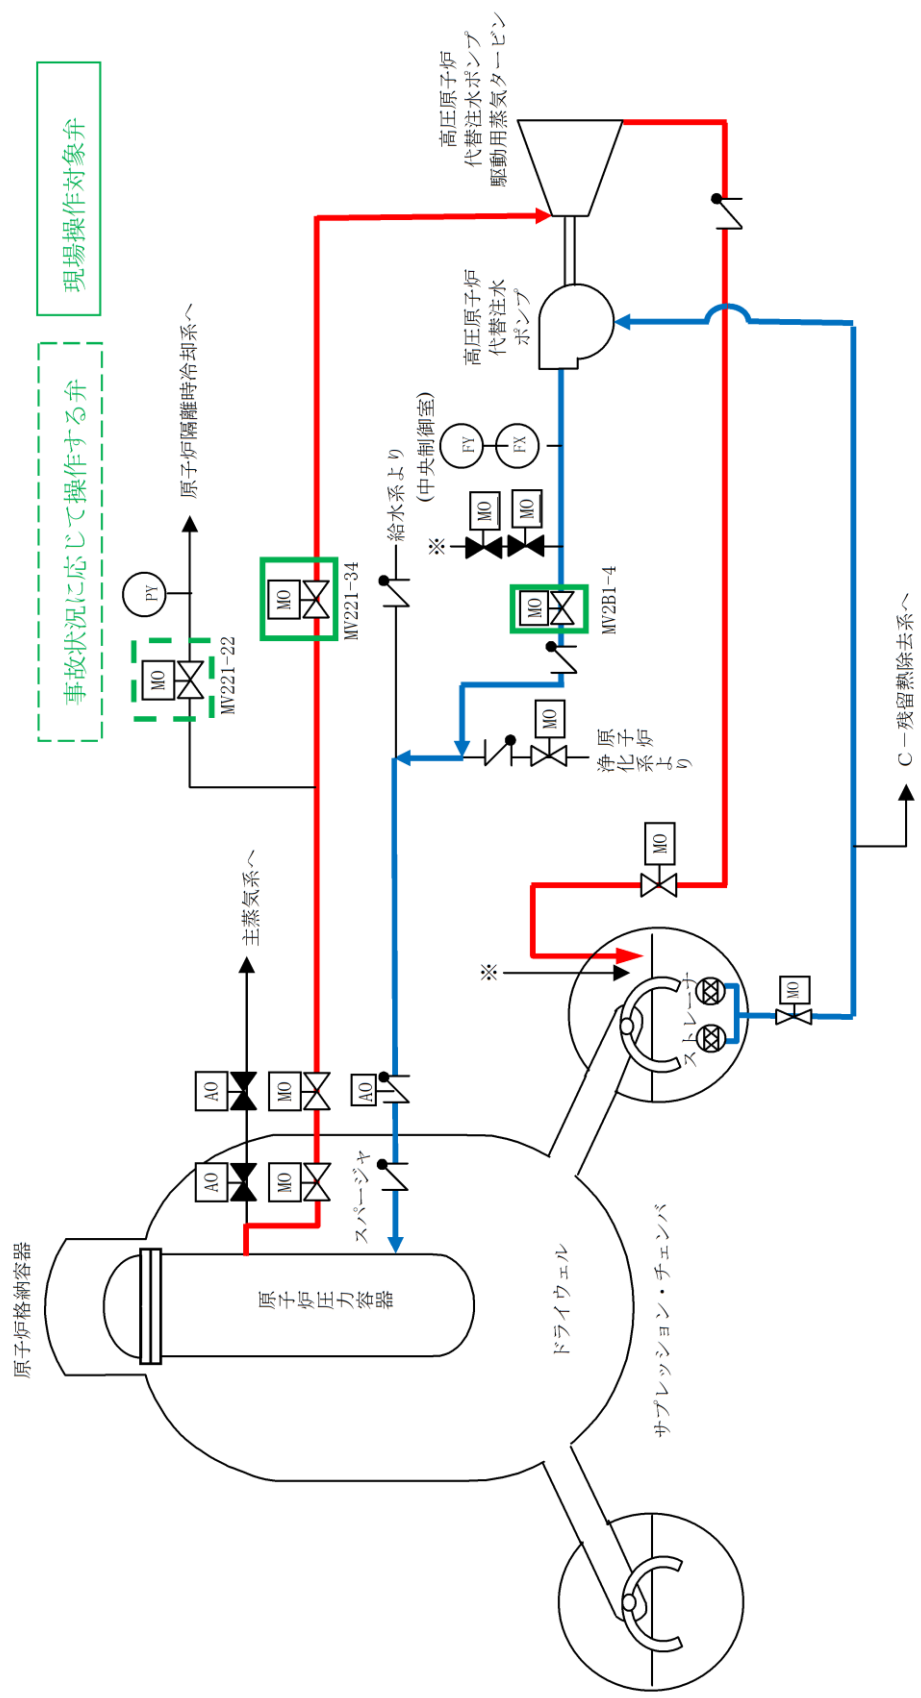 事故状況に応じて操作する弁
現場操作対象弁
原子炉隔離時冷却系へ
PY
MO
MV221-22
主蒸気系へ
AO
AO
MO
MO
MO
MV221-34
高圧原子炉
代替注水ポンプ
駆動用蒸気タービン
高圧原子炉
代替注水
ポンプ
給水系より
(中央制御室)
FY
FX
※
MO
MO
MO
MV2B1-4
MO
原子炉
浄化系より
AO
スパージャ
原子炉格納容器
原子炉圧力容器
ドライウェル
サプレッション・チェンバ
※
MO
ストレーナ
MO
C－残留熱除去系へ